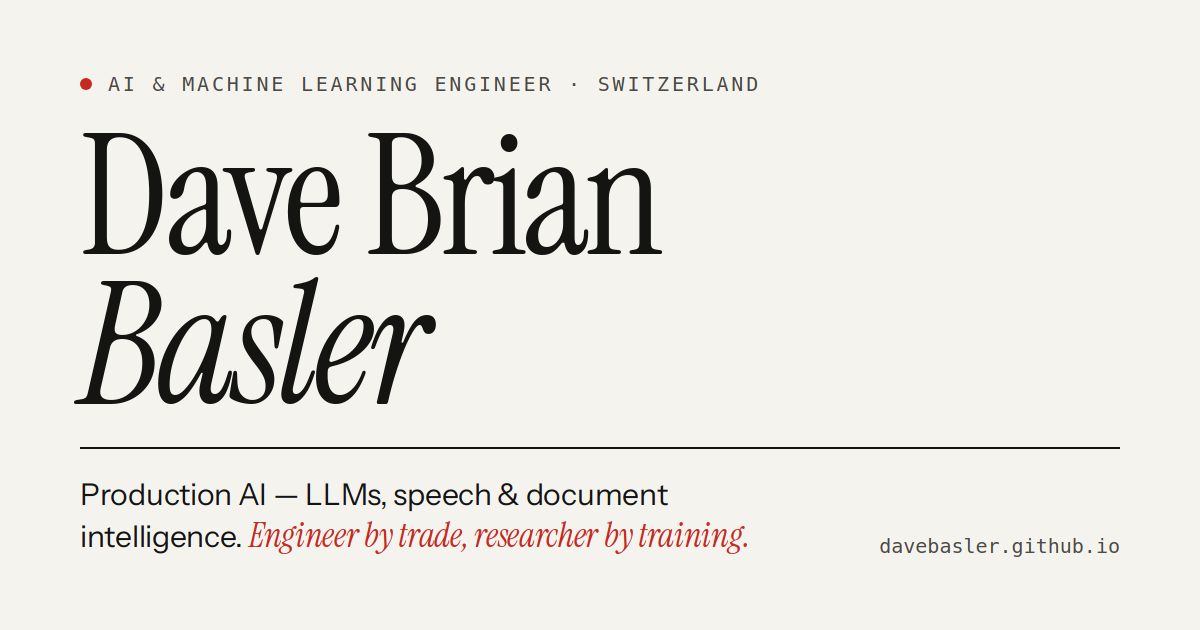 AI & MACHINE LEARNING ENGINEER · SWITZERLAND
Dave Brian
Basler
Production AI — LLMs, speech & document
intelligence. Engineer by trade, researcher by training.
davebasler.github.io